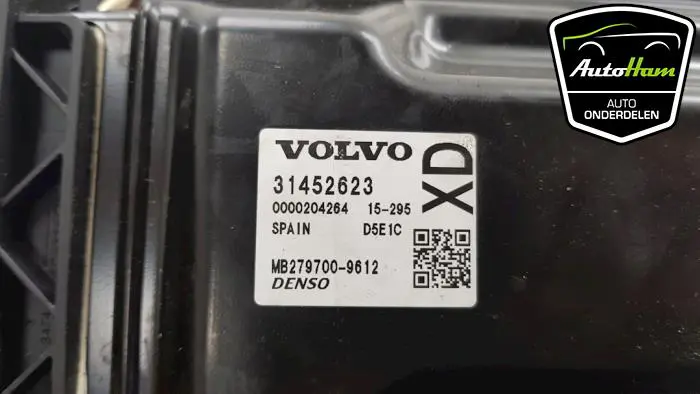 VOLVO
XD
31452623
0000204264 15-295
SPAIN D5E1C
MB279700-9612
DENSO
AutoHam
AUTO
ONDERDELEN